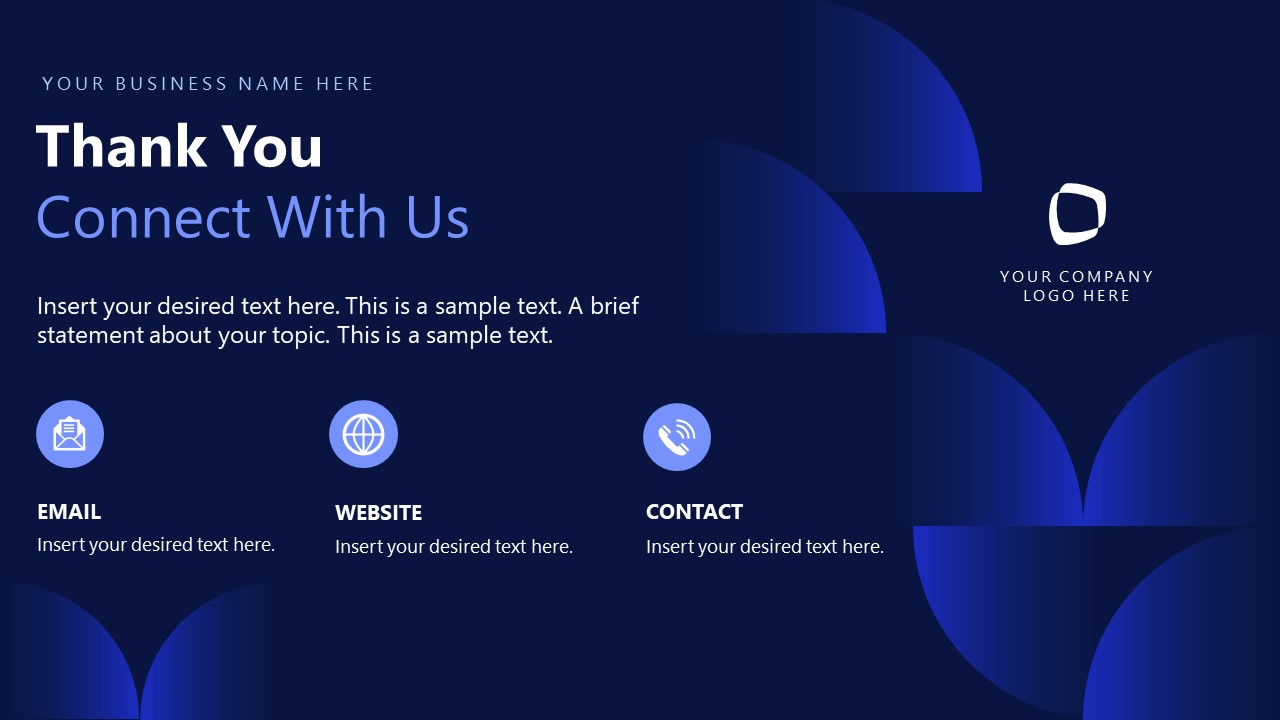 YOUR BUSINESS NAME HERE
Thank You
Connect With Us
YOUR COMPANY
LOGO HERE
Insert your desired text here. This is a sample text. A brief
statement about your topic. This is a sample text.
EMAIL
Insert your desired text here.
WEBSITE
Insert your desired text here.
CONTACT
Insert your desired text here.